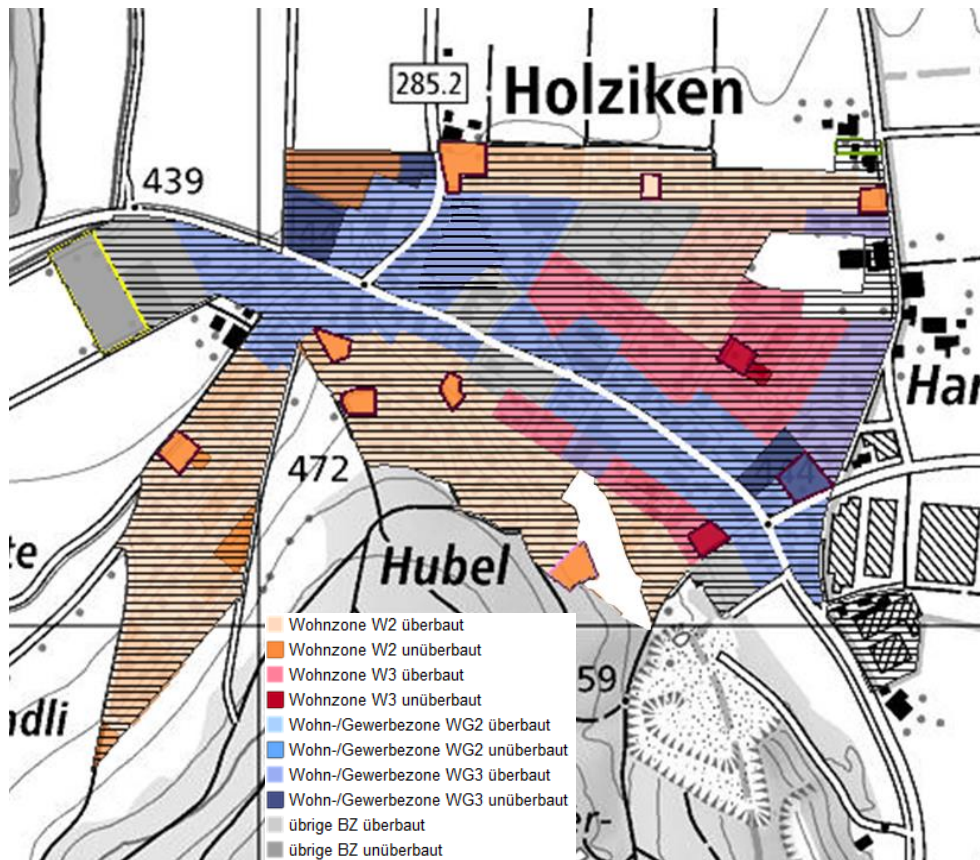 285.2
Holziken
439
Har
472
te
Hubel
ndli
59
er-
Wohnzone W2 überbaut
Wohnzone W2 unüberbaut
Wohnzone W3 überbaut
Wohnzone W3 unüberbaut
Wohn-/Gewerbezone WG2 überbaut
Wohn-/Gewerbezone WG2 unüberbaut
Wohn-/Gewerbezone WG3 überbaut
Wohn-/Gewerbezone WG3 unüberbaut
übrige BZ überbaut
übrige BZ unüberbaut